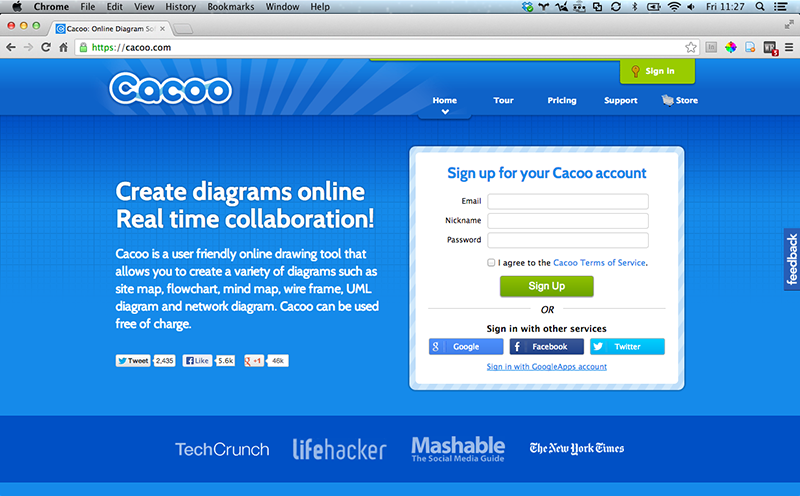 Chrome File Edit View History Bookmarks Window Help Fri 11:27
Cacoo: Online Diagram Sof
https://cacoo.com
Sign In
Cacoo
Home Tour Pricing Support Store
Sign up for your Cacoo account
Email
Nickname
Password
I agree to the Cacoo Terms of Service.
Sign Up
OR
Sign in with other services
Google Facebook Twitter
Sign in with GoogleApps account
Create diagrams online
Real time collaboration!
Cacoo is a user friendly online drawing tool that
allows you to create a variety of diagrams such as
site map, flowchart, mind map, wire frame, UML
diagram and network diagram. Cacoo can be used
free of charge.
Tweet 2,435 Like 5.6k +1 46k
feedback
TechCrunch lifehacker Mashable The New York Times
The Social Media Guide